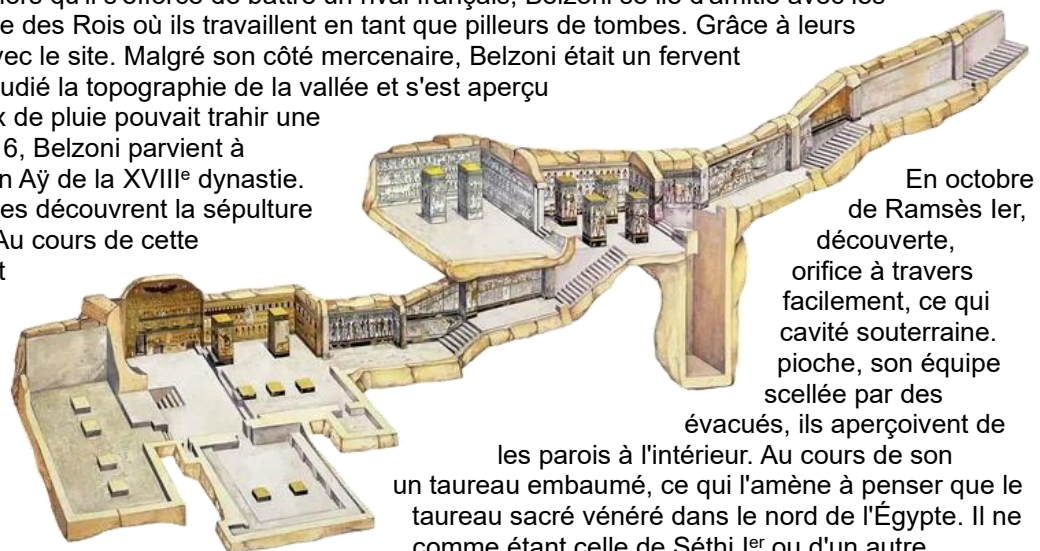 alors qu'il s'efforce de battre un rival français, Belzoni se lie d'amitié avec les
e des Rois où ils travaillent en tant que pilleurs de tombes. Grâce à leurs
vec le site. Malgré son côté mercenaire, Belzoni était un fervent
udié la topographie de la vallée et s'est aperçu
x de pluie pouvait trahir une
6, Belzoni parvient à
n Aÿ de la XVIIIᵉ dynastie. En octobre
es découvrent la sépulture de Ramsès Ier,
Au cours de cette découverte,
t orifice à travers
facilement, ce qui
cavité souterraine.
pioche, son équipe
scellée par des
évacués, ils aperçoivent de
les parois à l'intérieur. Au cours de son
un taureau embaumé, ce qui l'amène à penser que le
taureau sacré vénéré dans le nord de l'Égypte. Il ne
comme étant celle de Séthi Iᵉʳ ou d'un autre